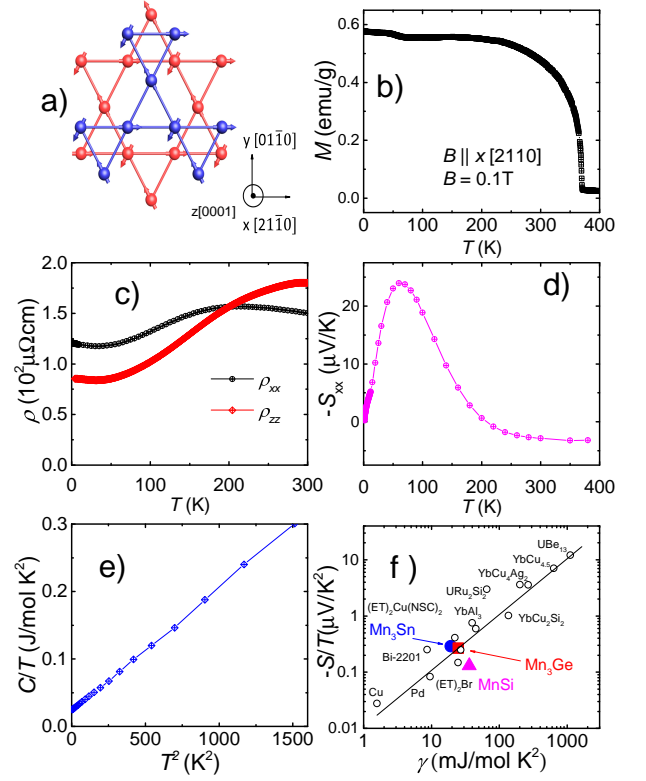 a)
y [011̄0]
z[0001]
x [21̄1̄0]
M (emu/g)
0.6
0.4
0.2
0.0
b)
B || x [2110]
B = 0.1T
0 100 200 300 400
T (K)
ρ (10²μΩcm)
2.0
1.5
1.0
0.5
0.0
c)
ρxx
ρzz
0 100 200 300
T (K)
-Sxx (μV/K)
20
10
0
d)
0 100 200 300 400
T (K)
C/T (J/mol K²)
0.3
0.2
0.1
0.0
e)
0 500 1000 1500
T² (K²)
-S/T(μV/K²)
10
1
0.1
0.01
f)
UBe₁₃
YbCu₄.₅
YbCu₄Ag₂
URu₂Si₂
(ET)₂Cu(NSC)₂
YbAl₃
YbCu₂Si₂
Mn₃Sn
Bi-2201
Mn₃Ge
MnSi
(ET)₂Br
Pd
Cu
1 10 100 1000
γ (mJ/mol K²)